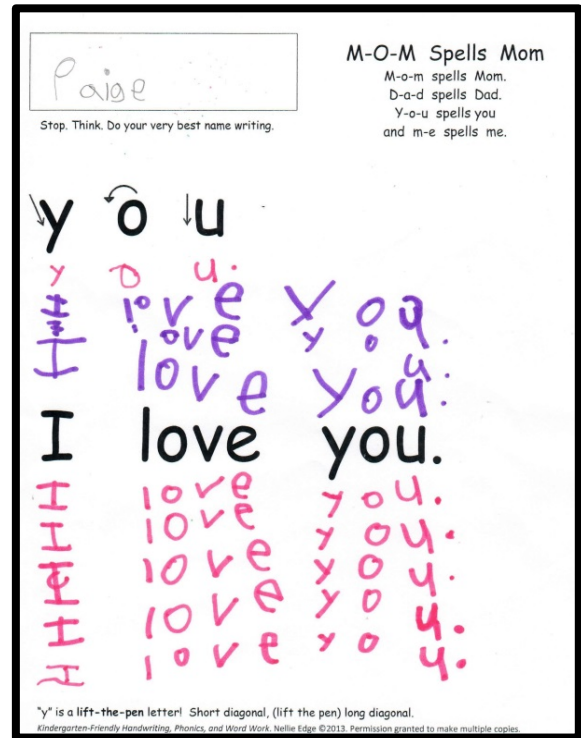 Paige
Stop. Think. Do your very best name writing.
M-O-M Spells Mom
M-o-m spells Mom.
D-a-d spells Dad.
Y-o-u spells you
and m-e spells me.
y o u
y o u.
I love you.
I love you.
I love you.
I love you.
I love you.
I love you.
I love you.
I love you.
I love you.
"y" is a lift-the-pen letter! Short diagonal, (lift the pen) long diagonal.
Kindergarten-Friendly Handwriting, Phonics, and Word Work. Nellie Edge ©2013. Permission granted to make multiple copies.